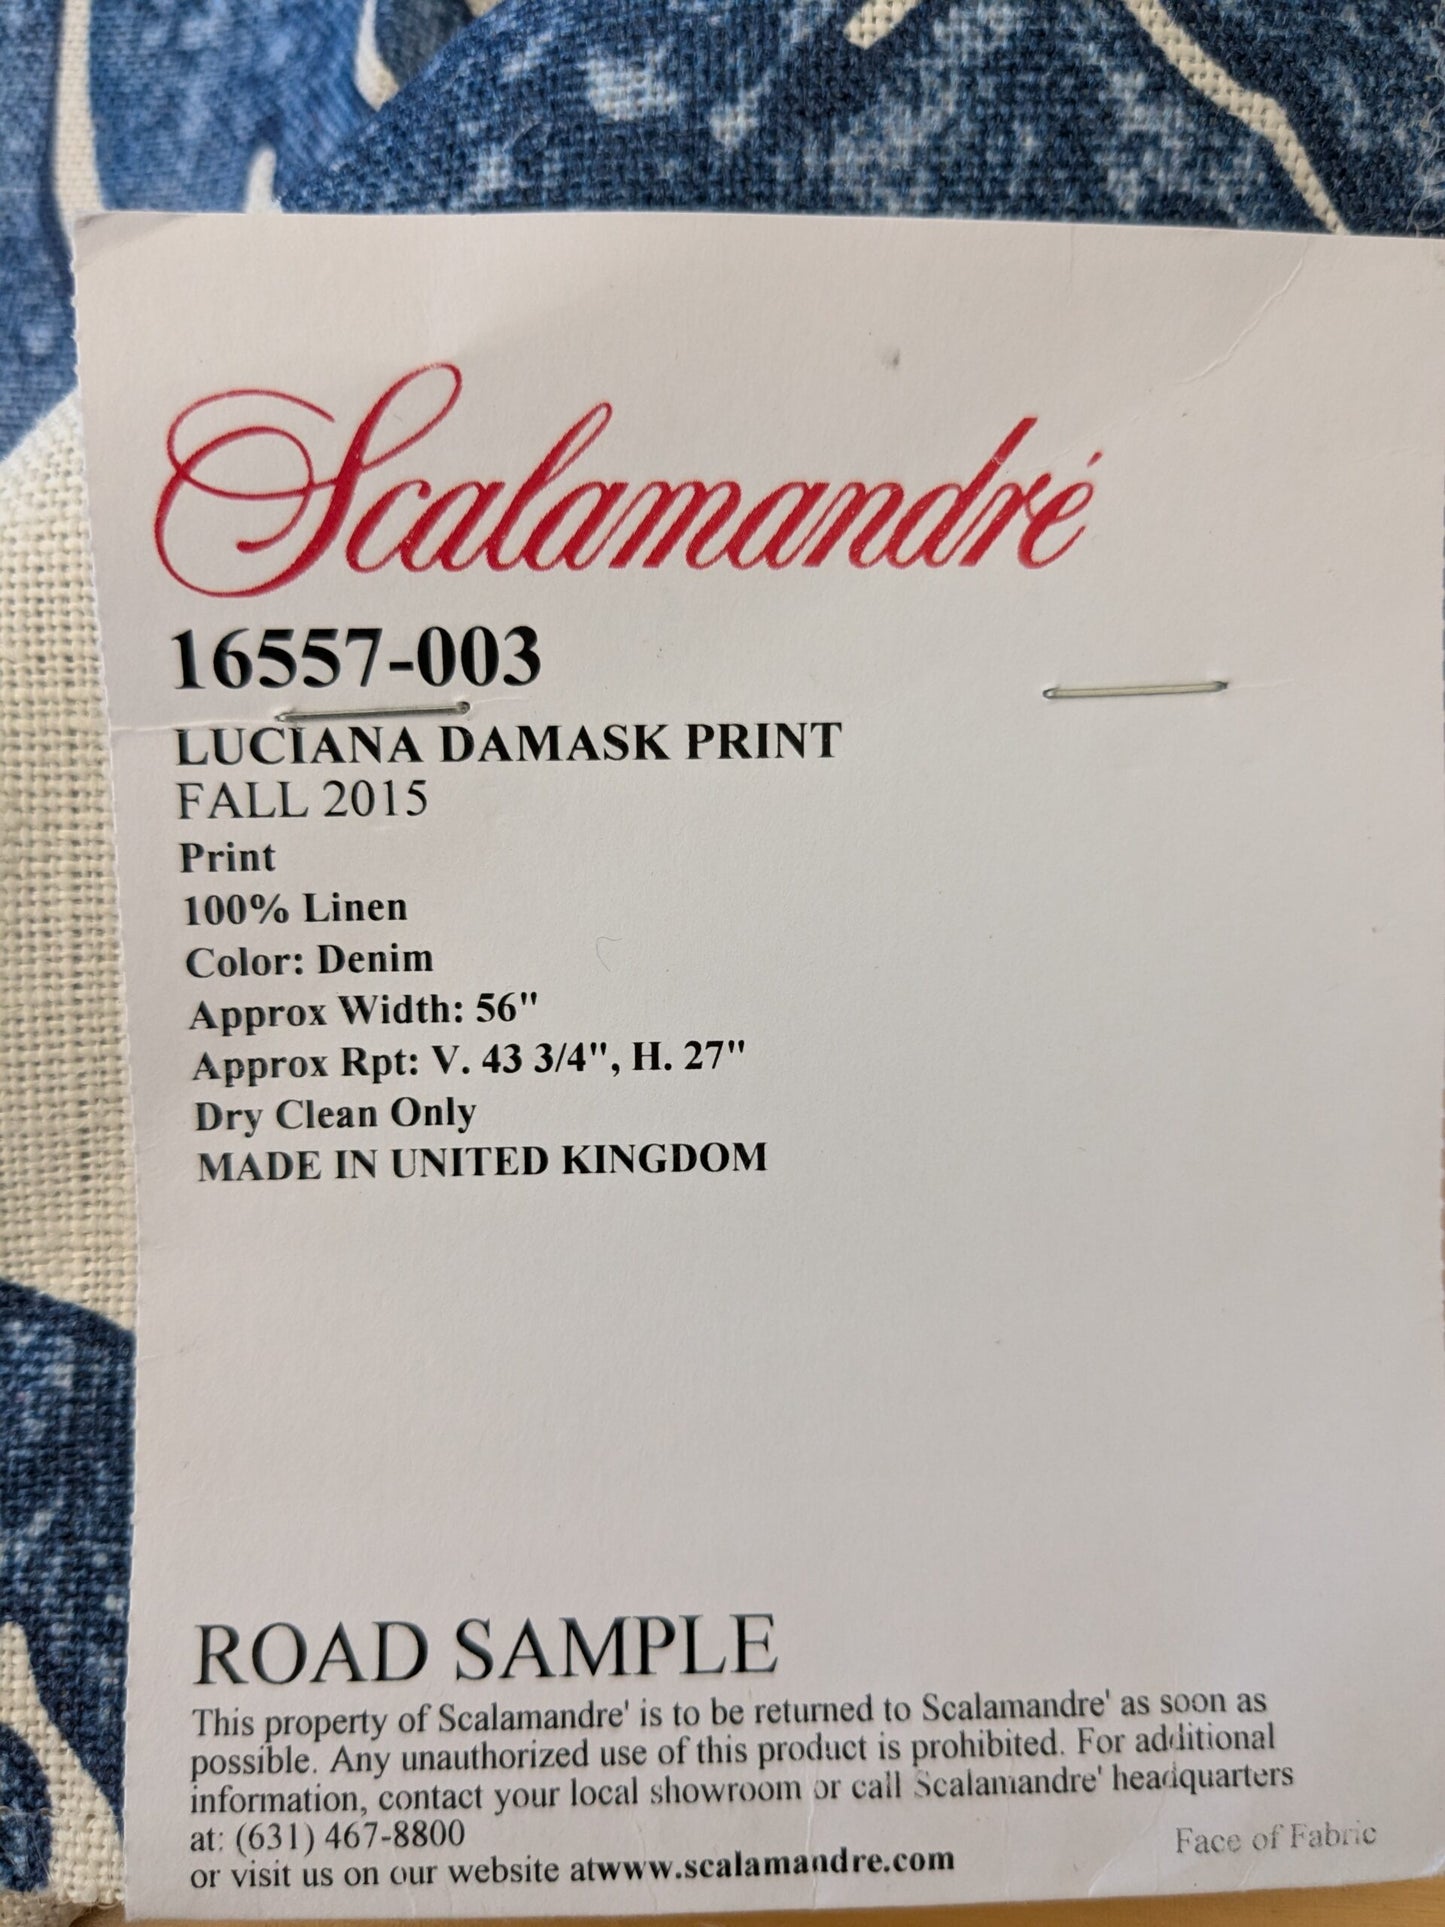 Scalamandré
16557-003
LUCIANA DAMASK PRINT
FALL 2015
Print
100% Linen
Color: Denim
Approx Width: 56"
Approx Rpt: V. 43 3/4", H. 27"
Dry Clean Only
MADE IN UNITED KINGDOM
ROAD SAMPLE
This property of Scalamandre' is to be returned to Scalamandre' as soon as
possible. Any unauthorized use of this product is prohibited. For additional
information, contact your local showroom or call Scalamandre' headquarters
at: (631) 467-8800
or visit us on our website atwww.scalamandre.com
Face of Fabric